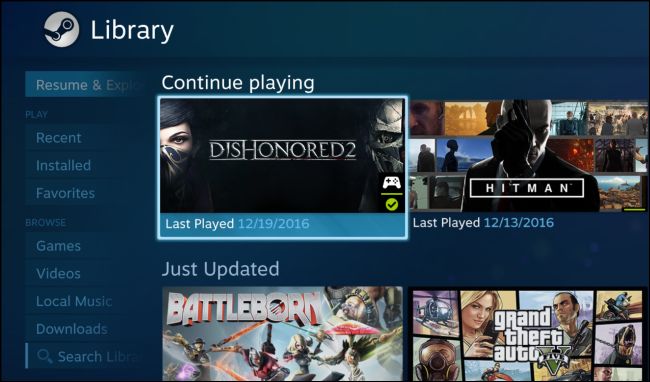 Library
Resume & Explo
PLAY
Recent
Installed
Favorites
BROWSE
Games
Videos
Local Music
Downloads
Search Libra
Continue playing
DISHONORED 2
Last Played 12/19/2016
HITMAN
Last Played 12/13/2016
Just Updated
BATTLEBORN
grand
theft
auto
V
FIVE